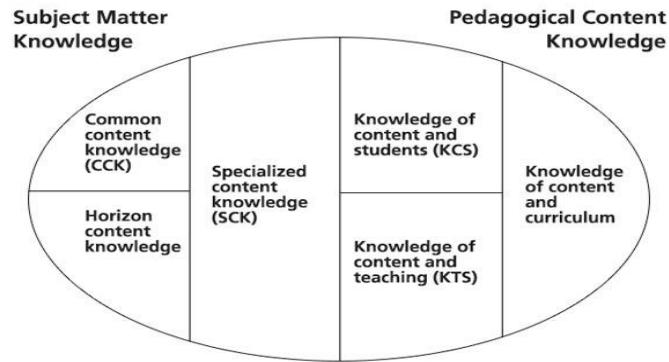 Subject Matter
Knowledge
Pedagogical Content
Knowledge
Common
content
knowledge
(CCK)
Horizon
content
knowledge
Specialized
content
knowledge
(SCK)
Knowledge of
content and
students (KCS)
Knowledge of
content and
teaching (KTS)
Knowledge
of content
and
curriculum